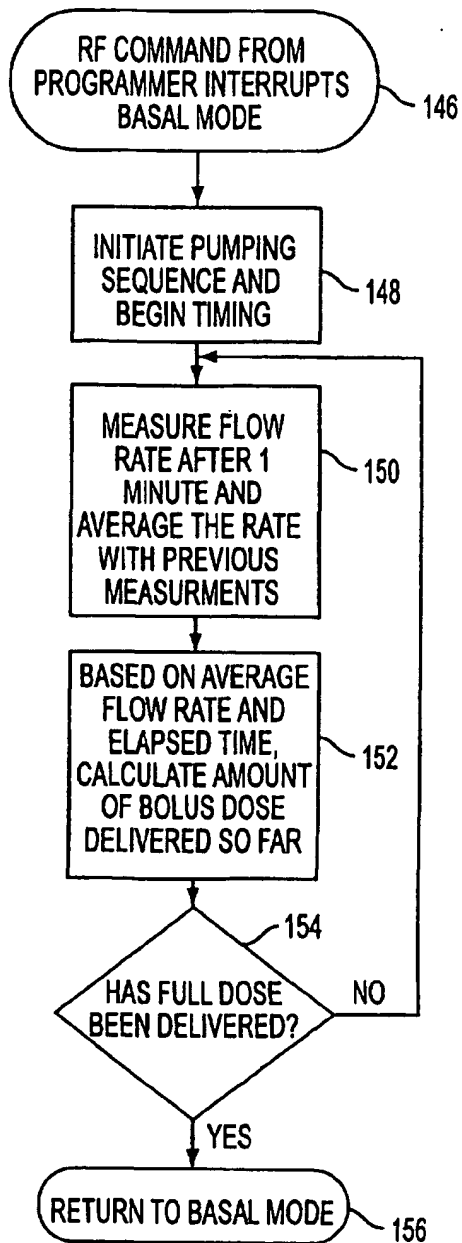 RF COMMAND FROM
PROGRAMMER INTERRUPTS
BASAL MODE
146
INITIATE PUMPING
SEQUENCE AND
BEGIN TIMING
148
MEASURE FLOW
RATE AFTER 1
MINUTE AND
AVERAGE THE RATE
WITH PREVIOUS
MEASURMENTS
150
BASED ON AVERAGE
FLOW RATE AND
ELAPSED TIME,
CALCULATE AMOUNT
OF BOLUS DOSE
DELIVERED SO FAR
152
154
HAS FULL DOSE
BEEN DELIVERED?
NO
YES
RETURN TO BASAL MODE
156